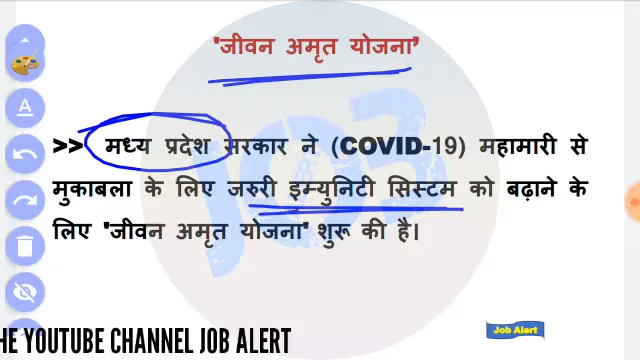 'जीवन अमृत योजना'
>> मध्य प्रदेश सरकार ने (COVID-19) महामारी से
मुकाबला के लिए जरुरी इम्युनिटी सिस्टम को बढ़ाने के
लिए 'जीवन अमृत योजना' शुरू की है।
JOB
A
Job Alert
HE YOUTUBE CHANNEL JOB ALERT